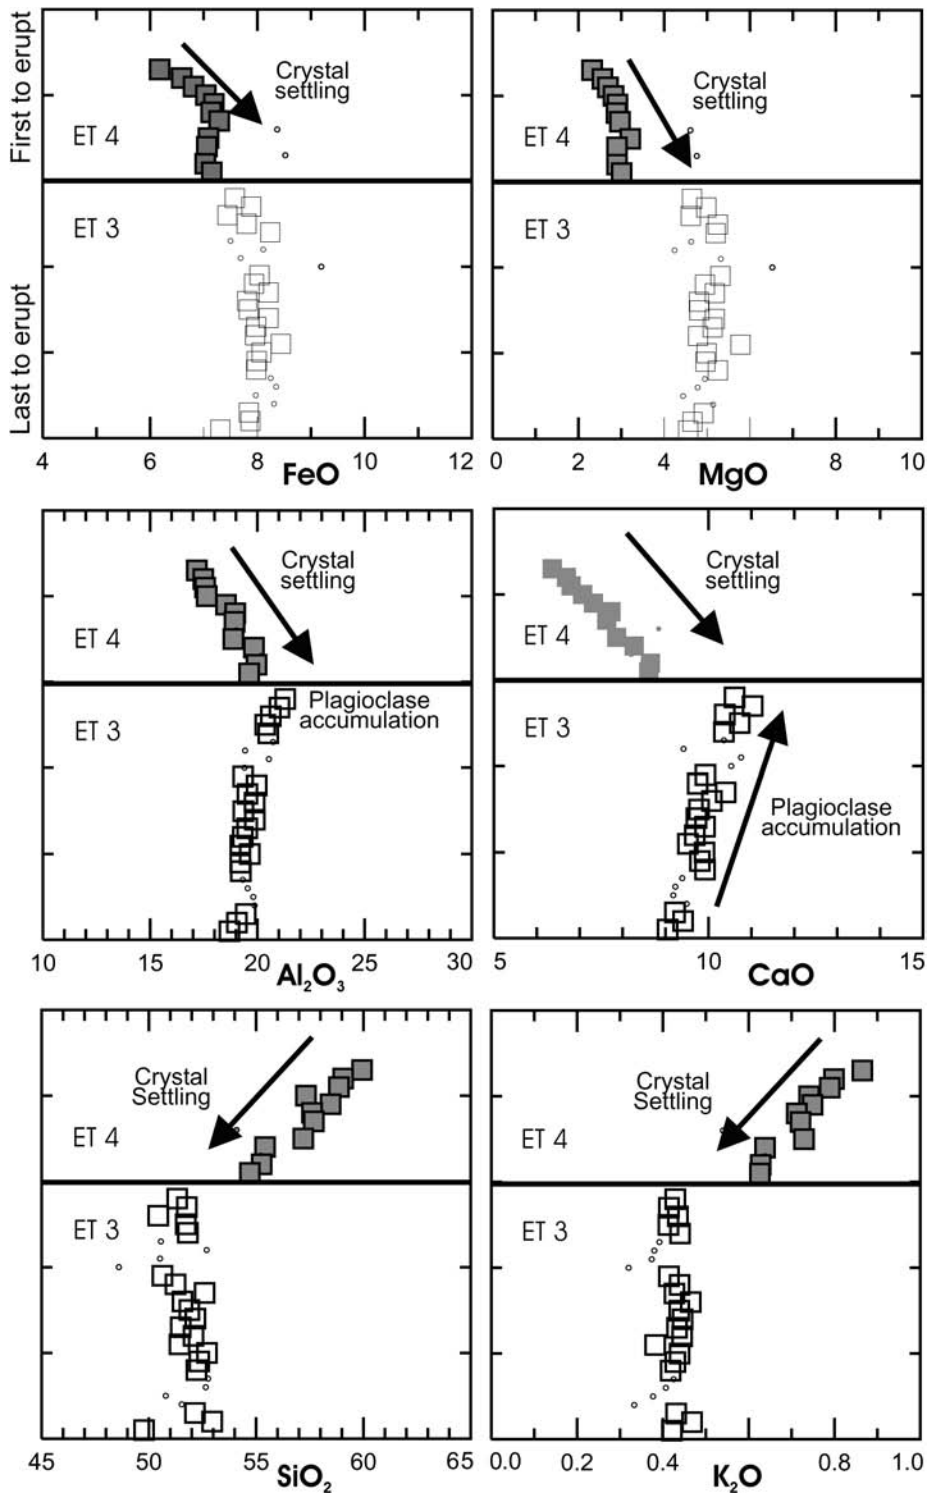 First to erupt
Last to erupt
Crystal
settling
ET 4
ET 3
4 6 8 10 12
FeO
Crystal
settling
ET 4
ET 3
0 2 4 6 8 10
MgO
Crystal
settling
ET 4
ET 3
Plagioclase
accumulation
10 15 20 25 30
Al₂O₃
Crystal
settling
ET 4
ET 3
Plagioclase
accumulation
5 10 15
CaO
Crystal
Settling
ET 4
ET 3
45 50 55 60 65
SiO₂
Crystal
Settling
ET 4
ET 3
0.0 0.4 0.6 0.8 1.0
K₂O